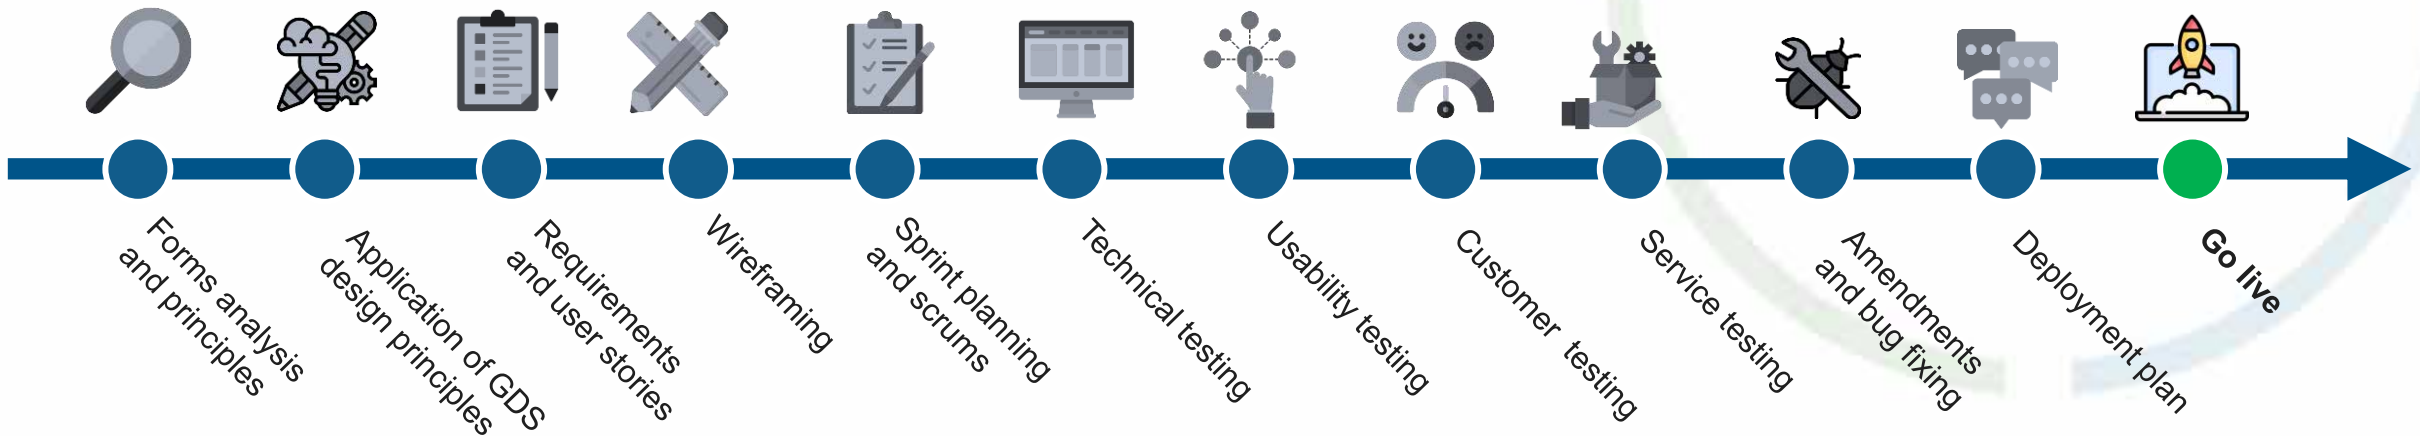 Forms analysis
and principles
Application of GDS
design principles
Requirements
and user stories
Wireframing
Sprint planning
and scrums
Technical testing
Usability testing
Customer testing
Service testing
Amendments
and bug fixing
Deployment plan
Go live